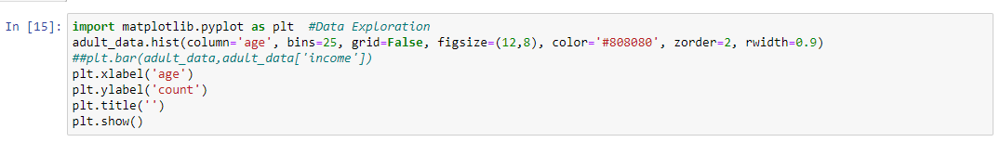 In [15]: import matplotlib.pyplot as plt  #Data Exploration
adult_data.hist(column='age', bins=25, grid=False, figsize=(12,8), color='#808080', zorder=2, rwidth=0.9)
##plt.bar(adult_data,adult_data['income'])
plt.xlabel('age')
plt.ylabel('count')
plt.title('')
plt.show()